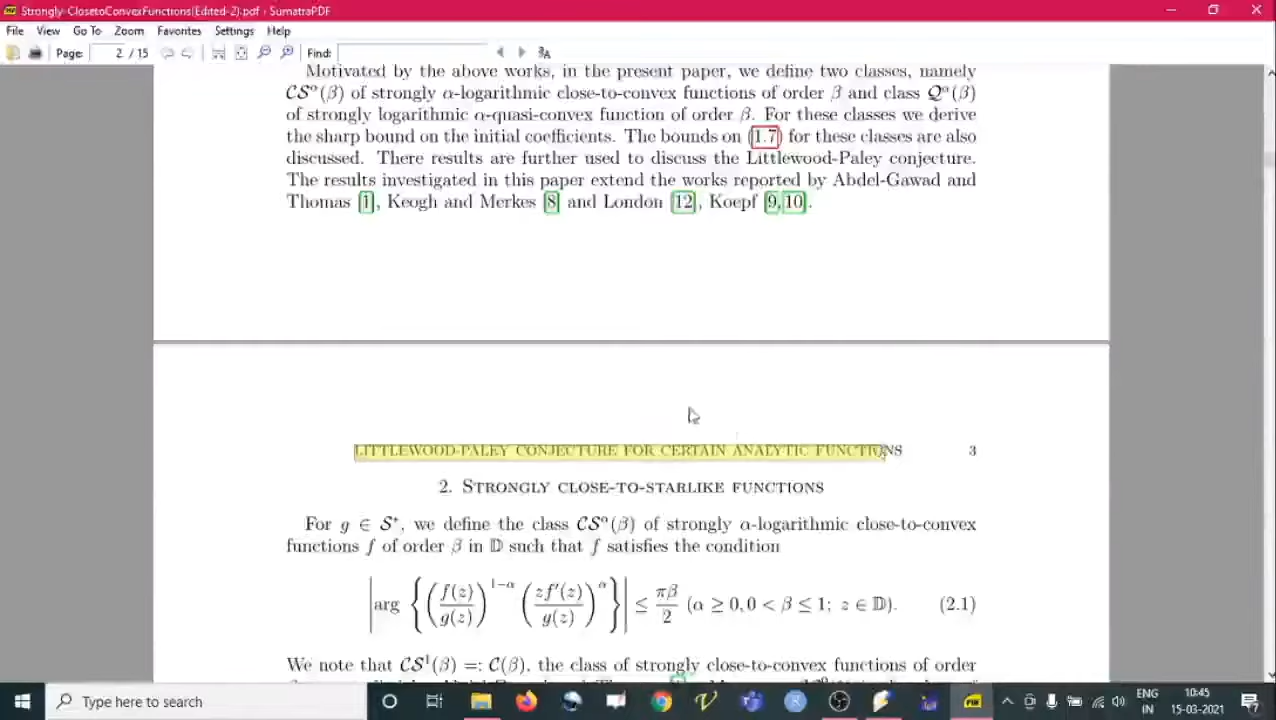 Strongly-ClosetoConvexFunctions(Edited-2).pdf - SumatraPDF
File View Go To Zoom Favorites Settings Help
Page: 2 / 15 Find:
Motivated by the above works, in the present paper, we define two classes, namely
𝒞𝒮^α(β) of strongly α-logarithmic close-to-convex functions of order β and class 𝒬^α(β)
of strongly logarithmic α-quasi-convex function of order β. For these classes we derive
the sharp bound on the initial coefficients. The bounds on (1.7) for these classes are also
discussed. There results are further used to discuss the Littlewood-Paley conjecture.
The results investigated in this paper extend the works reported by Abdel-Gawad and
Thomas [1], Keogh and Merkes [8] and London [12], Koepf [9, 10].
LITTLEWOOD-PALEY CONJECTURE FOR CERTAIN ANALYTIC FUNCTIONS 3
2. Strongly close-to-starlike functions
For g ∈ 𝒮*, we define the class 𝒞𝒮^α(β) of strongly α-logarithmic close-to-convex
functions f of order β in 𝔻 such that f satisfies the condition
|arg {(f(z)/g(z))^{1−α} (zf′(z)/g(z))^α}| ≤ πβ/2 (α ≥ 0, 0 < β ≤ 1; z ∈ 𝔻). (2.1)
We note that 𝒞𝒮^1(β) =: 𝒞(β), the class of strongly close-to-convex functions of order
Type here to search
ENG 10:45
IN 15-03-2021